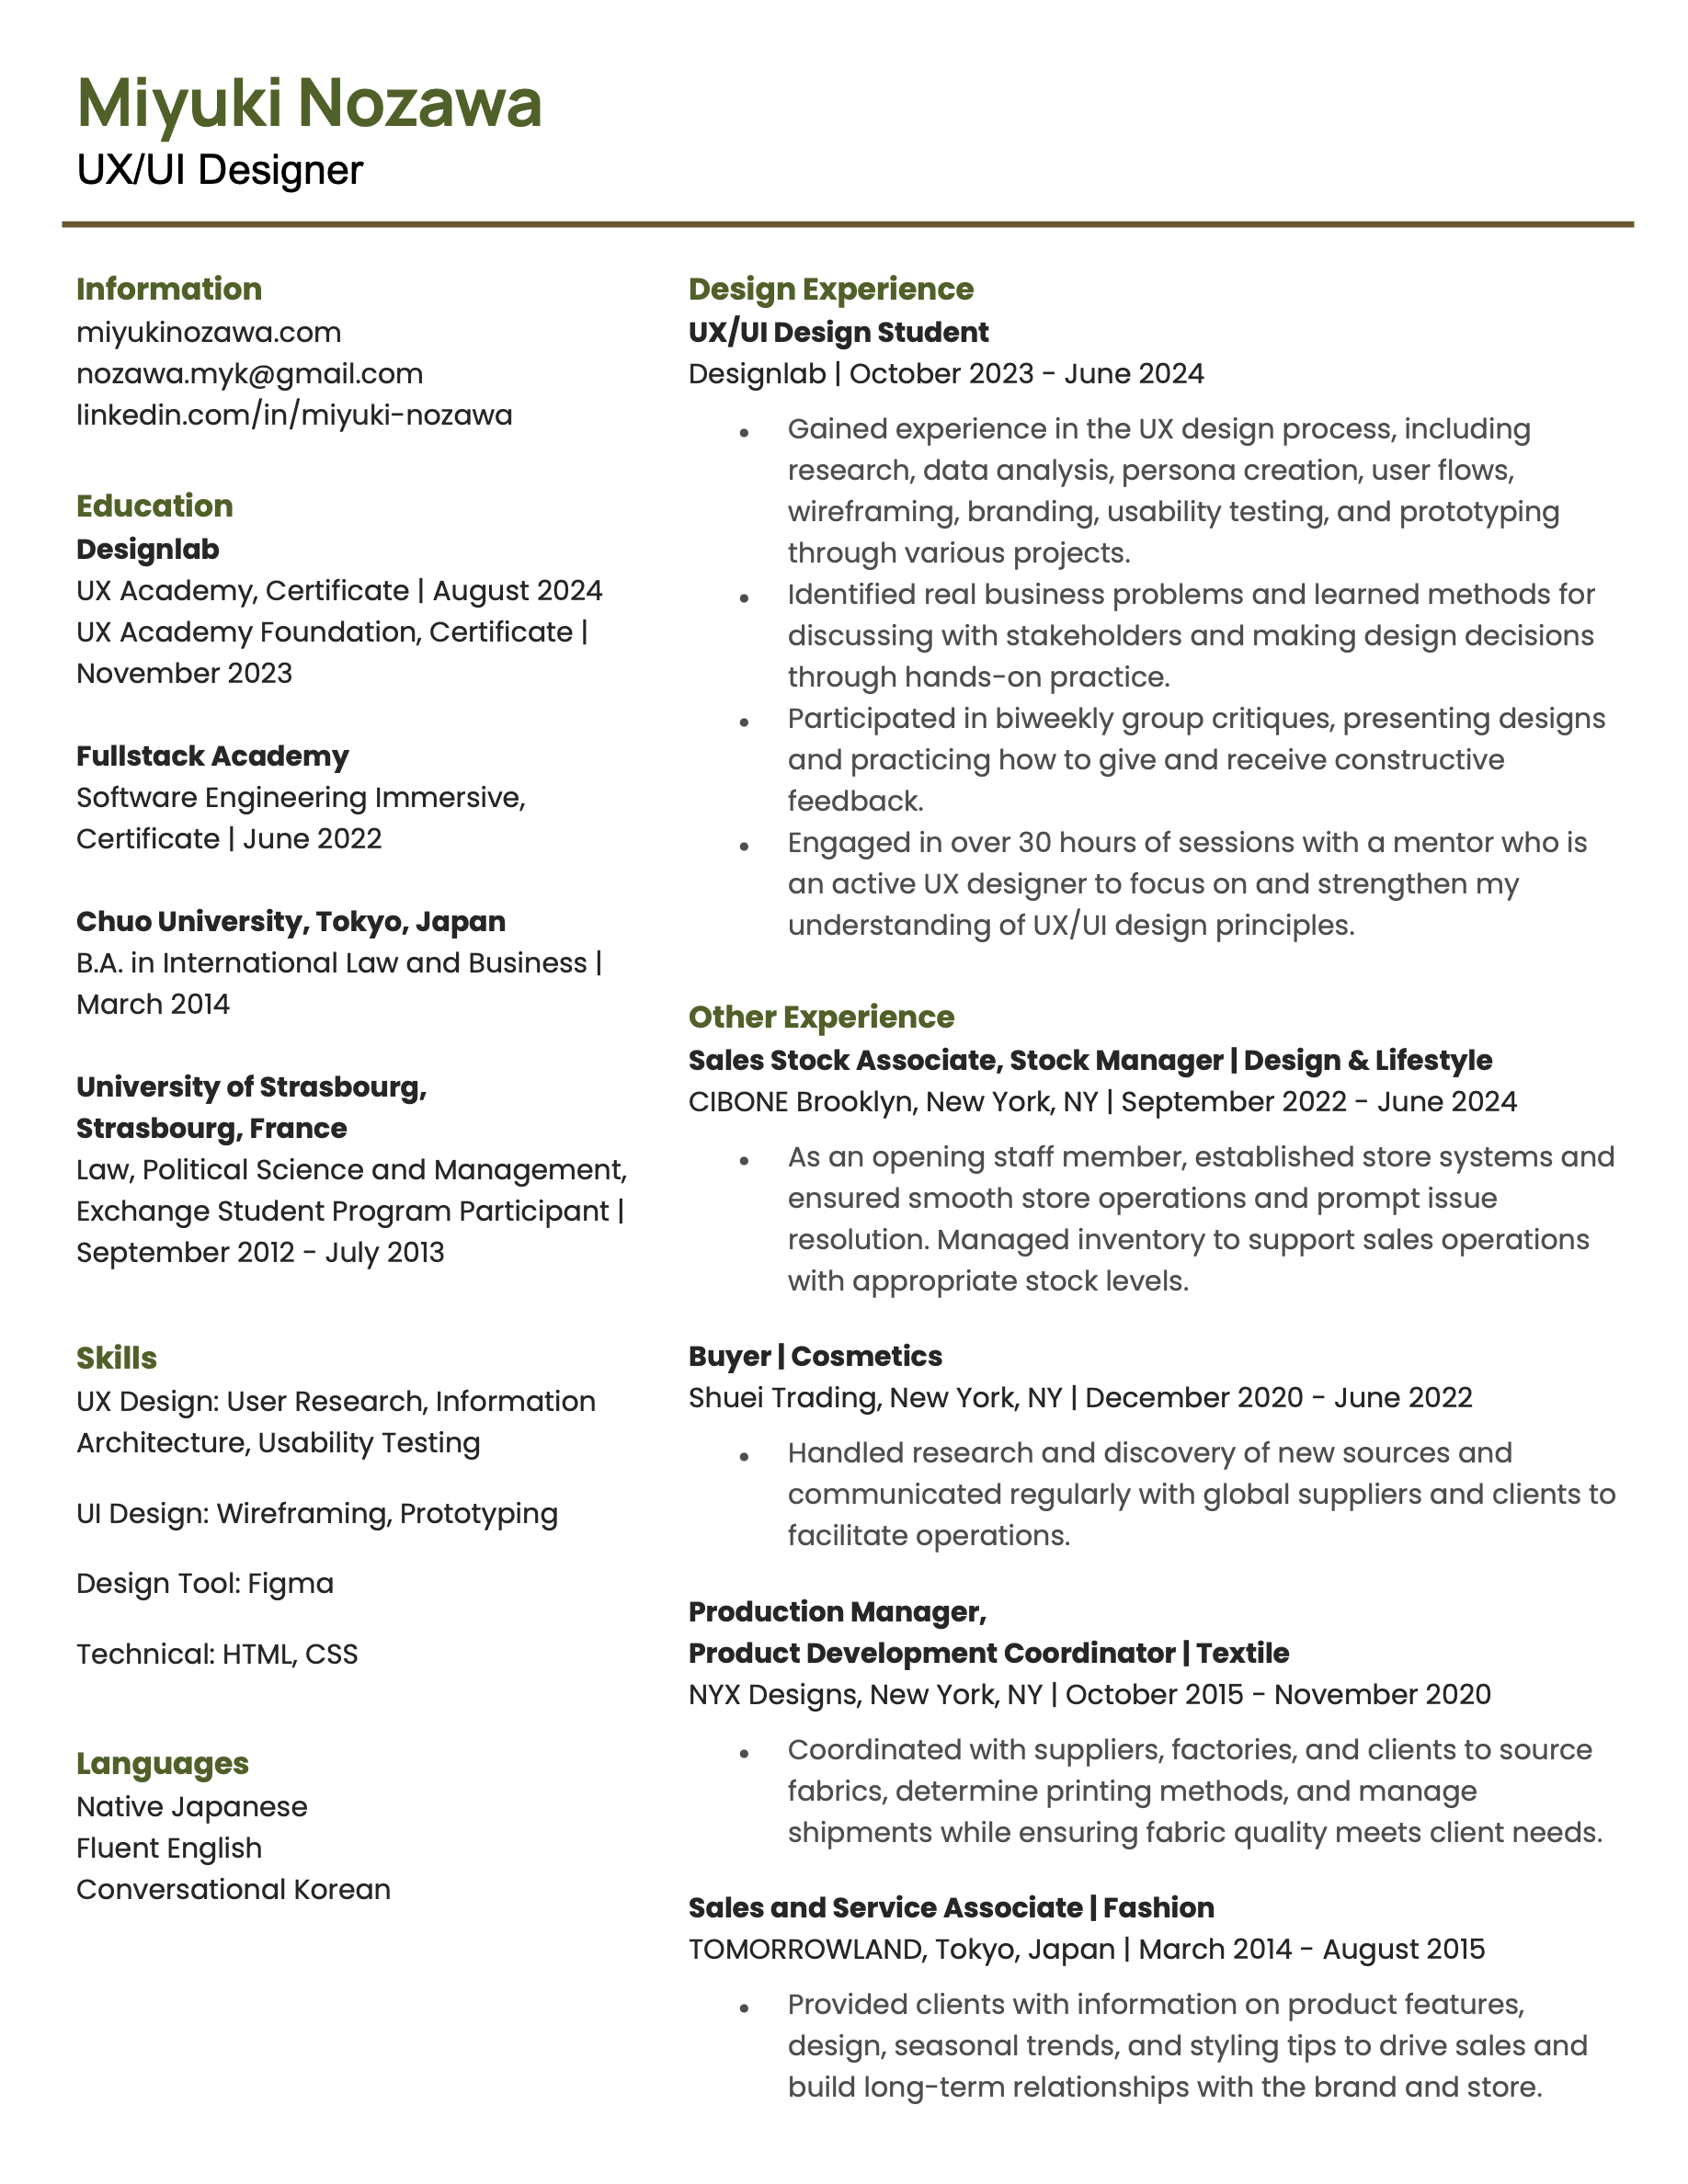 Miyuki Nozawa
UX/UI Designer
Information
miyukinozawa.com
nozawa.myk@gmail.com
linkedin.com/in/miyuki-nozawa
Education
Designlab
UX Academy, Certificate | August 2024
UX Academy Foundation, Certificate |
November 2023
Fullstack Academy
Software Engineering Immersive,
Certificate | June 2022
Chuo University, Tokyo, Japan
B.A. in International Law and Business |
March 2014
University of Strasbourg,
Strasbourg, France
Law, Political Science and Management,
Exchange Student Program Participant |
September 2012 - July 2013
Skills
UX Design: User Research, Information
Architecture, Usability Testing
UI Design: Wireframing, Prototyping
Design Tool: Figma
Technical: HTML, CSS
Languages
Native Japanese
Fluent English
Conversational Korean
Design Experience
UX/UI Design Student
Designlab | October 2023 - June 2024
• Gained experience in the UX design process, including
research, data analysis, persona creation, user flows,
wireframing, branding, usability testing, and prototyping
through various projects.
• Identified real business problems and learned methods for
discussing with stakeholders and making design decisions
through hands-on practice.
• Participated in biweekly group critiques, presenting designs
and practicing how to give and receive constructive
feedback.
• Engaged in over 30 hours of sessions with a mentor who is
an active UX designer to focus on and strengthen my
understanding of UX/UI design principles.
Other Experience
Sales Stock Associate, Stock Manager | Design & Lifestyle
CIBONE Brooklyn, New York, NY | September 2022 - June 2024
• As an opening staff member, established store systems and
ensured smooth store operations and prompt issue
resolution. Managed inventory to support sales operations
with appropriate stock levels.
Buyer | Cosmetics
Shuei Trading, New York, NY | December 2020 - June 2022
• Handled research and discovery of new sources and
communicated regularly with global suppliers and clients to
facilitate operations.
Production Manager,
Product Development Coordinator | Textile
NYX Designs, New York, NY | October 2015 - November 2020
• Coordinated with suppliers, factories, and clients to source
fabrics, determine printing methods, and manage
shipments while ensuring fabric quality meets client needs.
Sales and Service Associate | Fashion
TOMORROWLAND, Tokyo, Japan | March 2014 - August 2015
• Provided clients with information on product features,
design, seasonal trends, and styling tips to drive sales and
build long-term relationships with the brand and store.